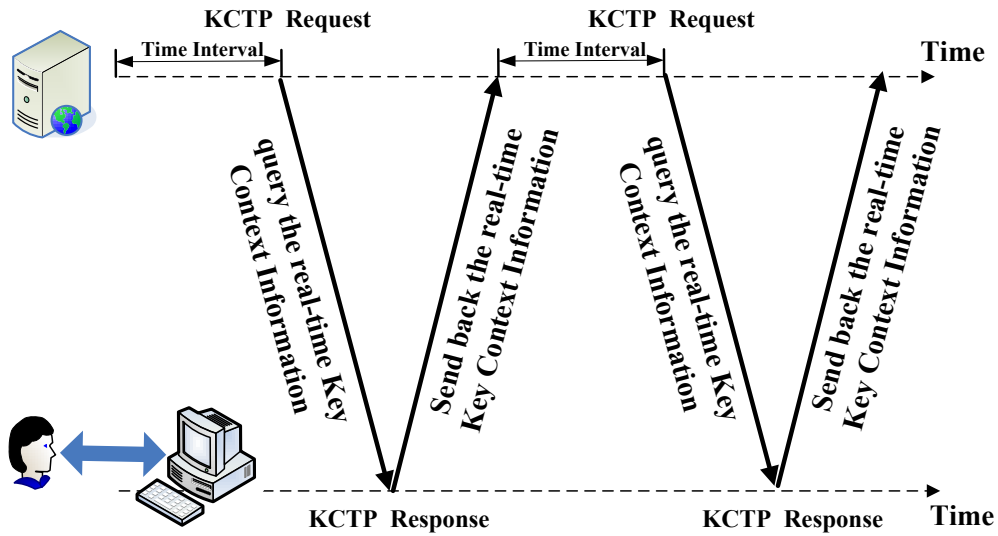 KCTP Request
KCTP Request
Time Interval
Time Interval
Time
query the real-time Key
Context Information
Send back the real-time
Key Context Information
query the real-time Key
Context Information
Send back the real-time
Key Context Information
KCTP Response
KCTP Response
Time